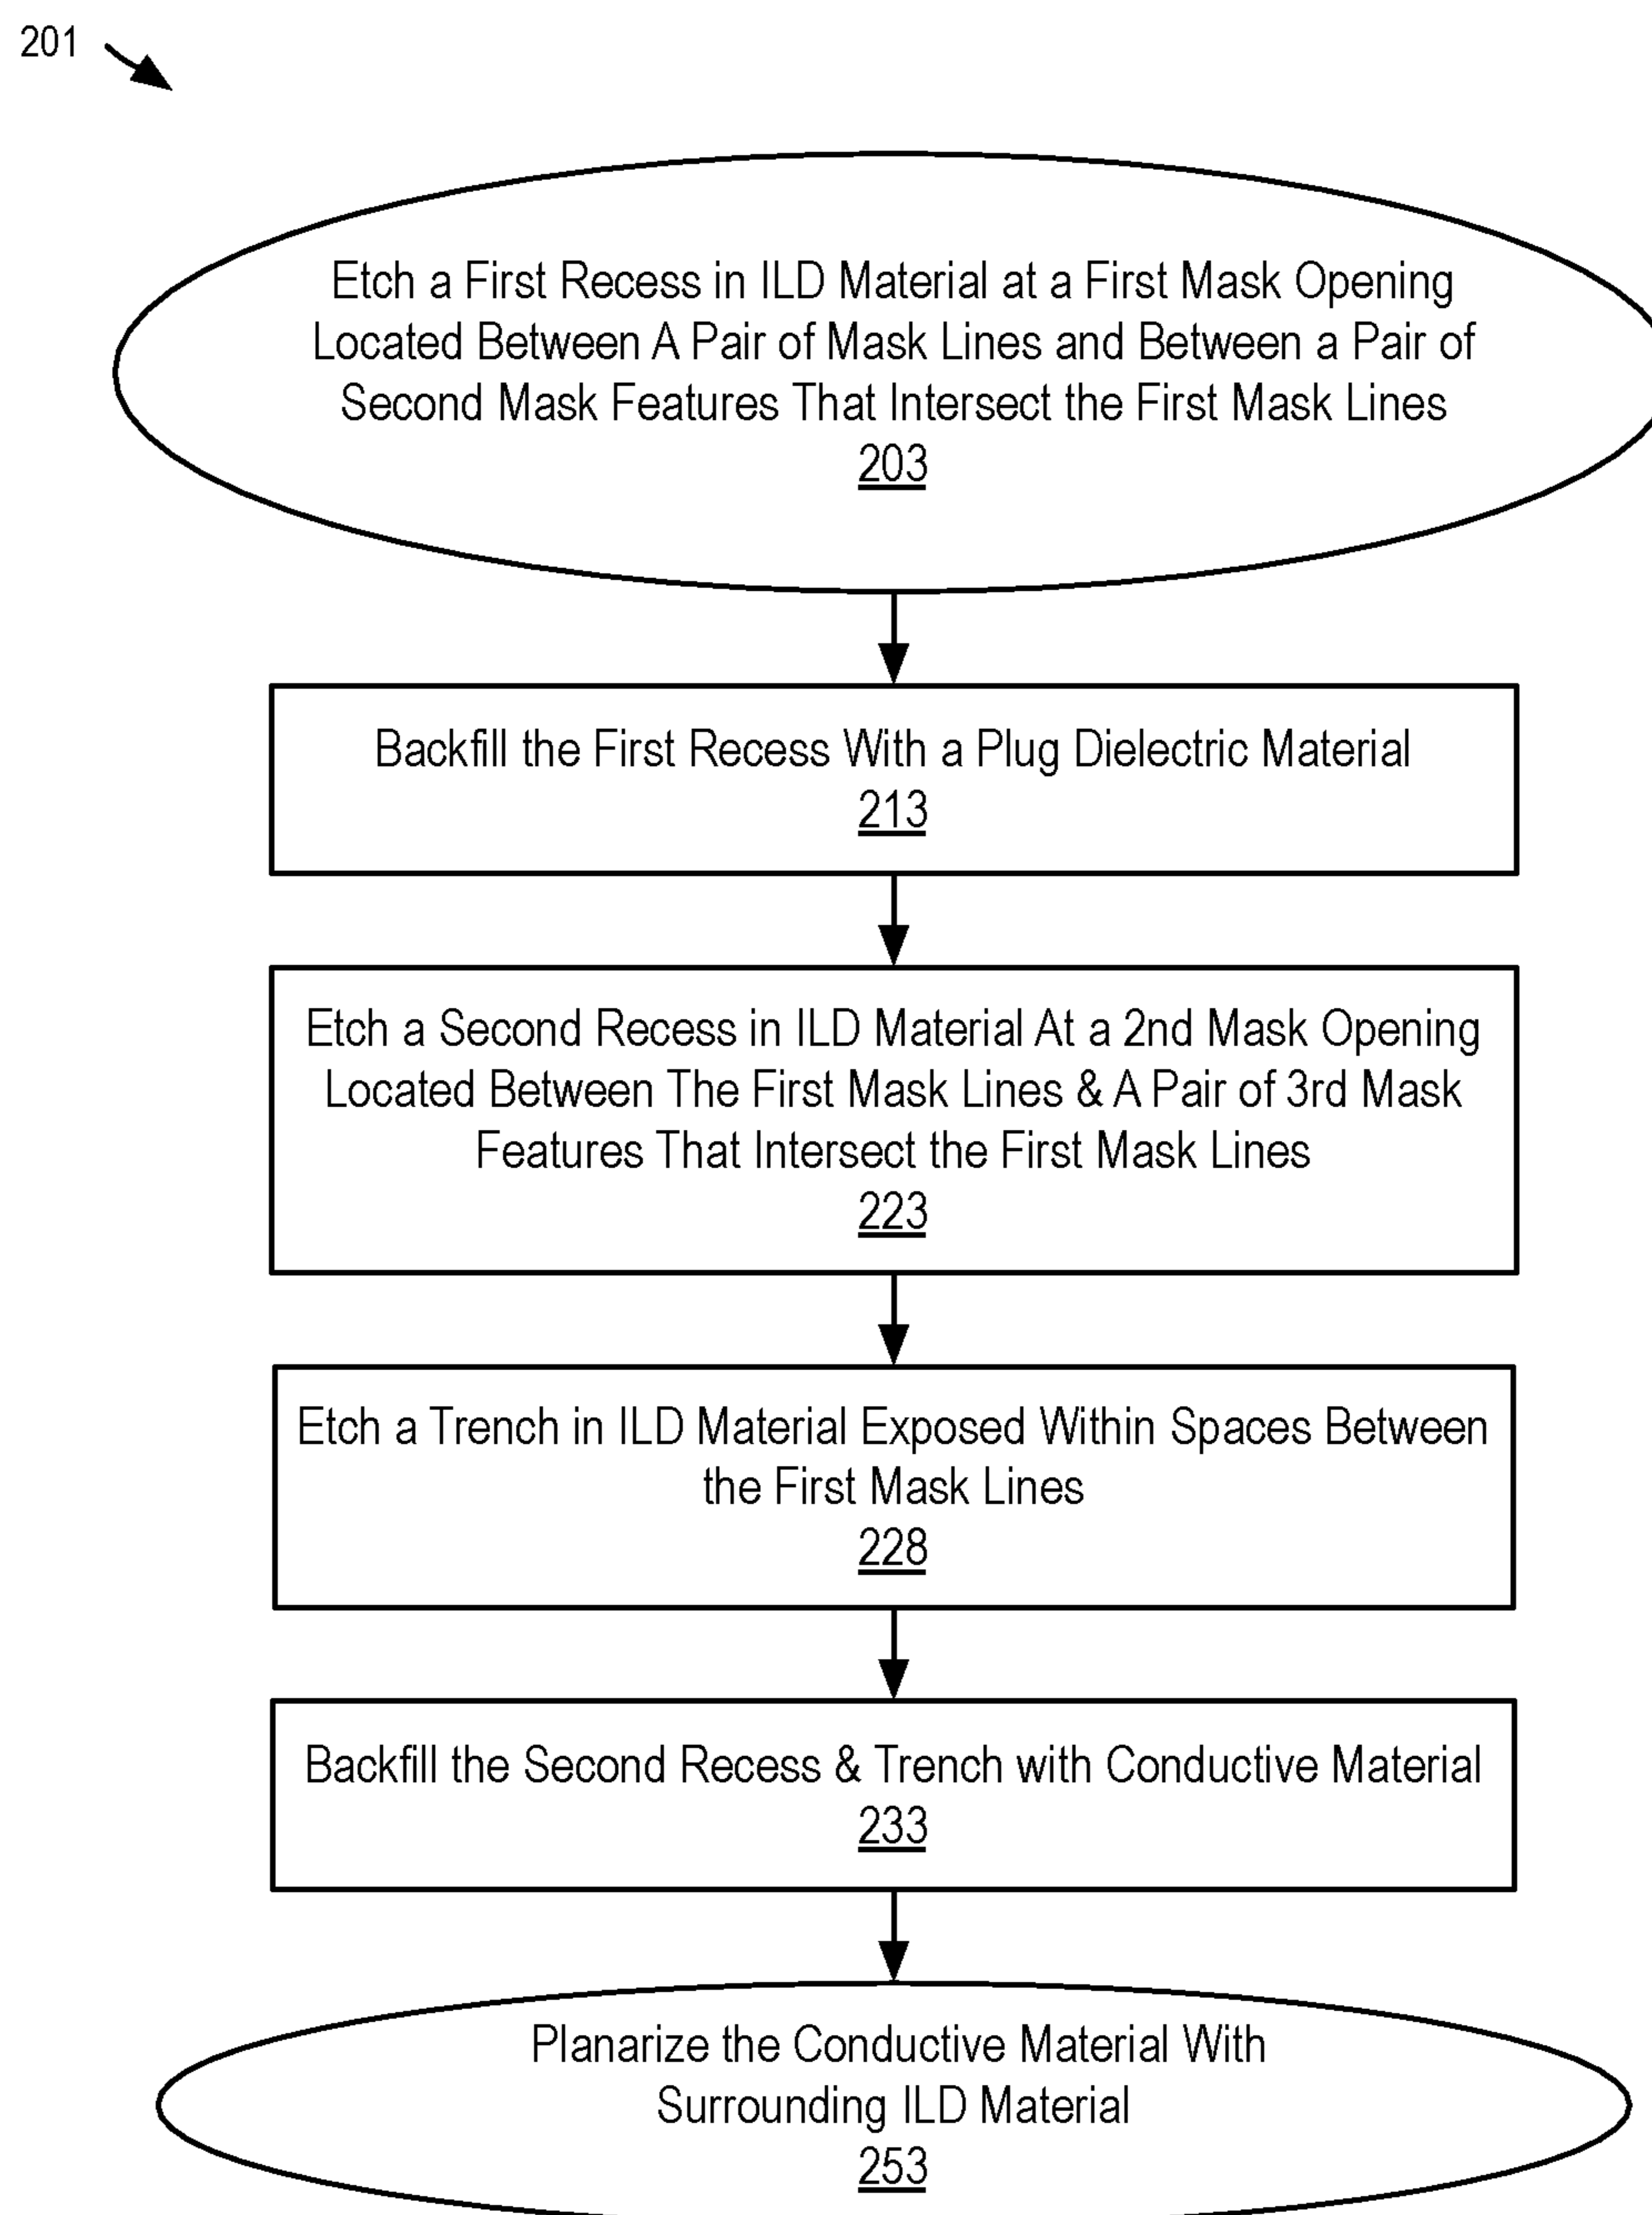 201
Etch a First Recess in ILD Material at a First Mask Opening
Located Between A Pair of Mask Lines and Between a Pair of
Second Mask Features That Intersect the First Mask Lines
203
Backfill the First Recess With a Plug Dielectric Material
213
Etch a Second Recess in ILD Material At a 2nd Mask Opening
Located Between The First Mask Lines & A Pair of 3rd Mask
Features That Intersect the First Mask Lines
223
Etch a Trench in ILD Material Exposed Within Spaces Between
the First Mask Lines
228
Backfill the Second Recess & Trench with Conductive Material
233
Planarize the Conductive Material With
Surrounding ILD Material
253